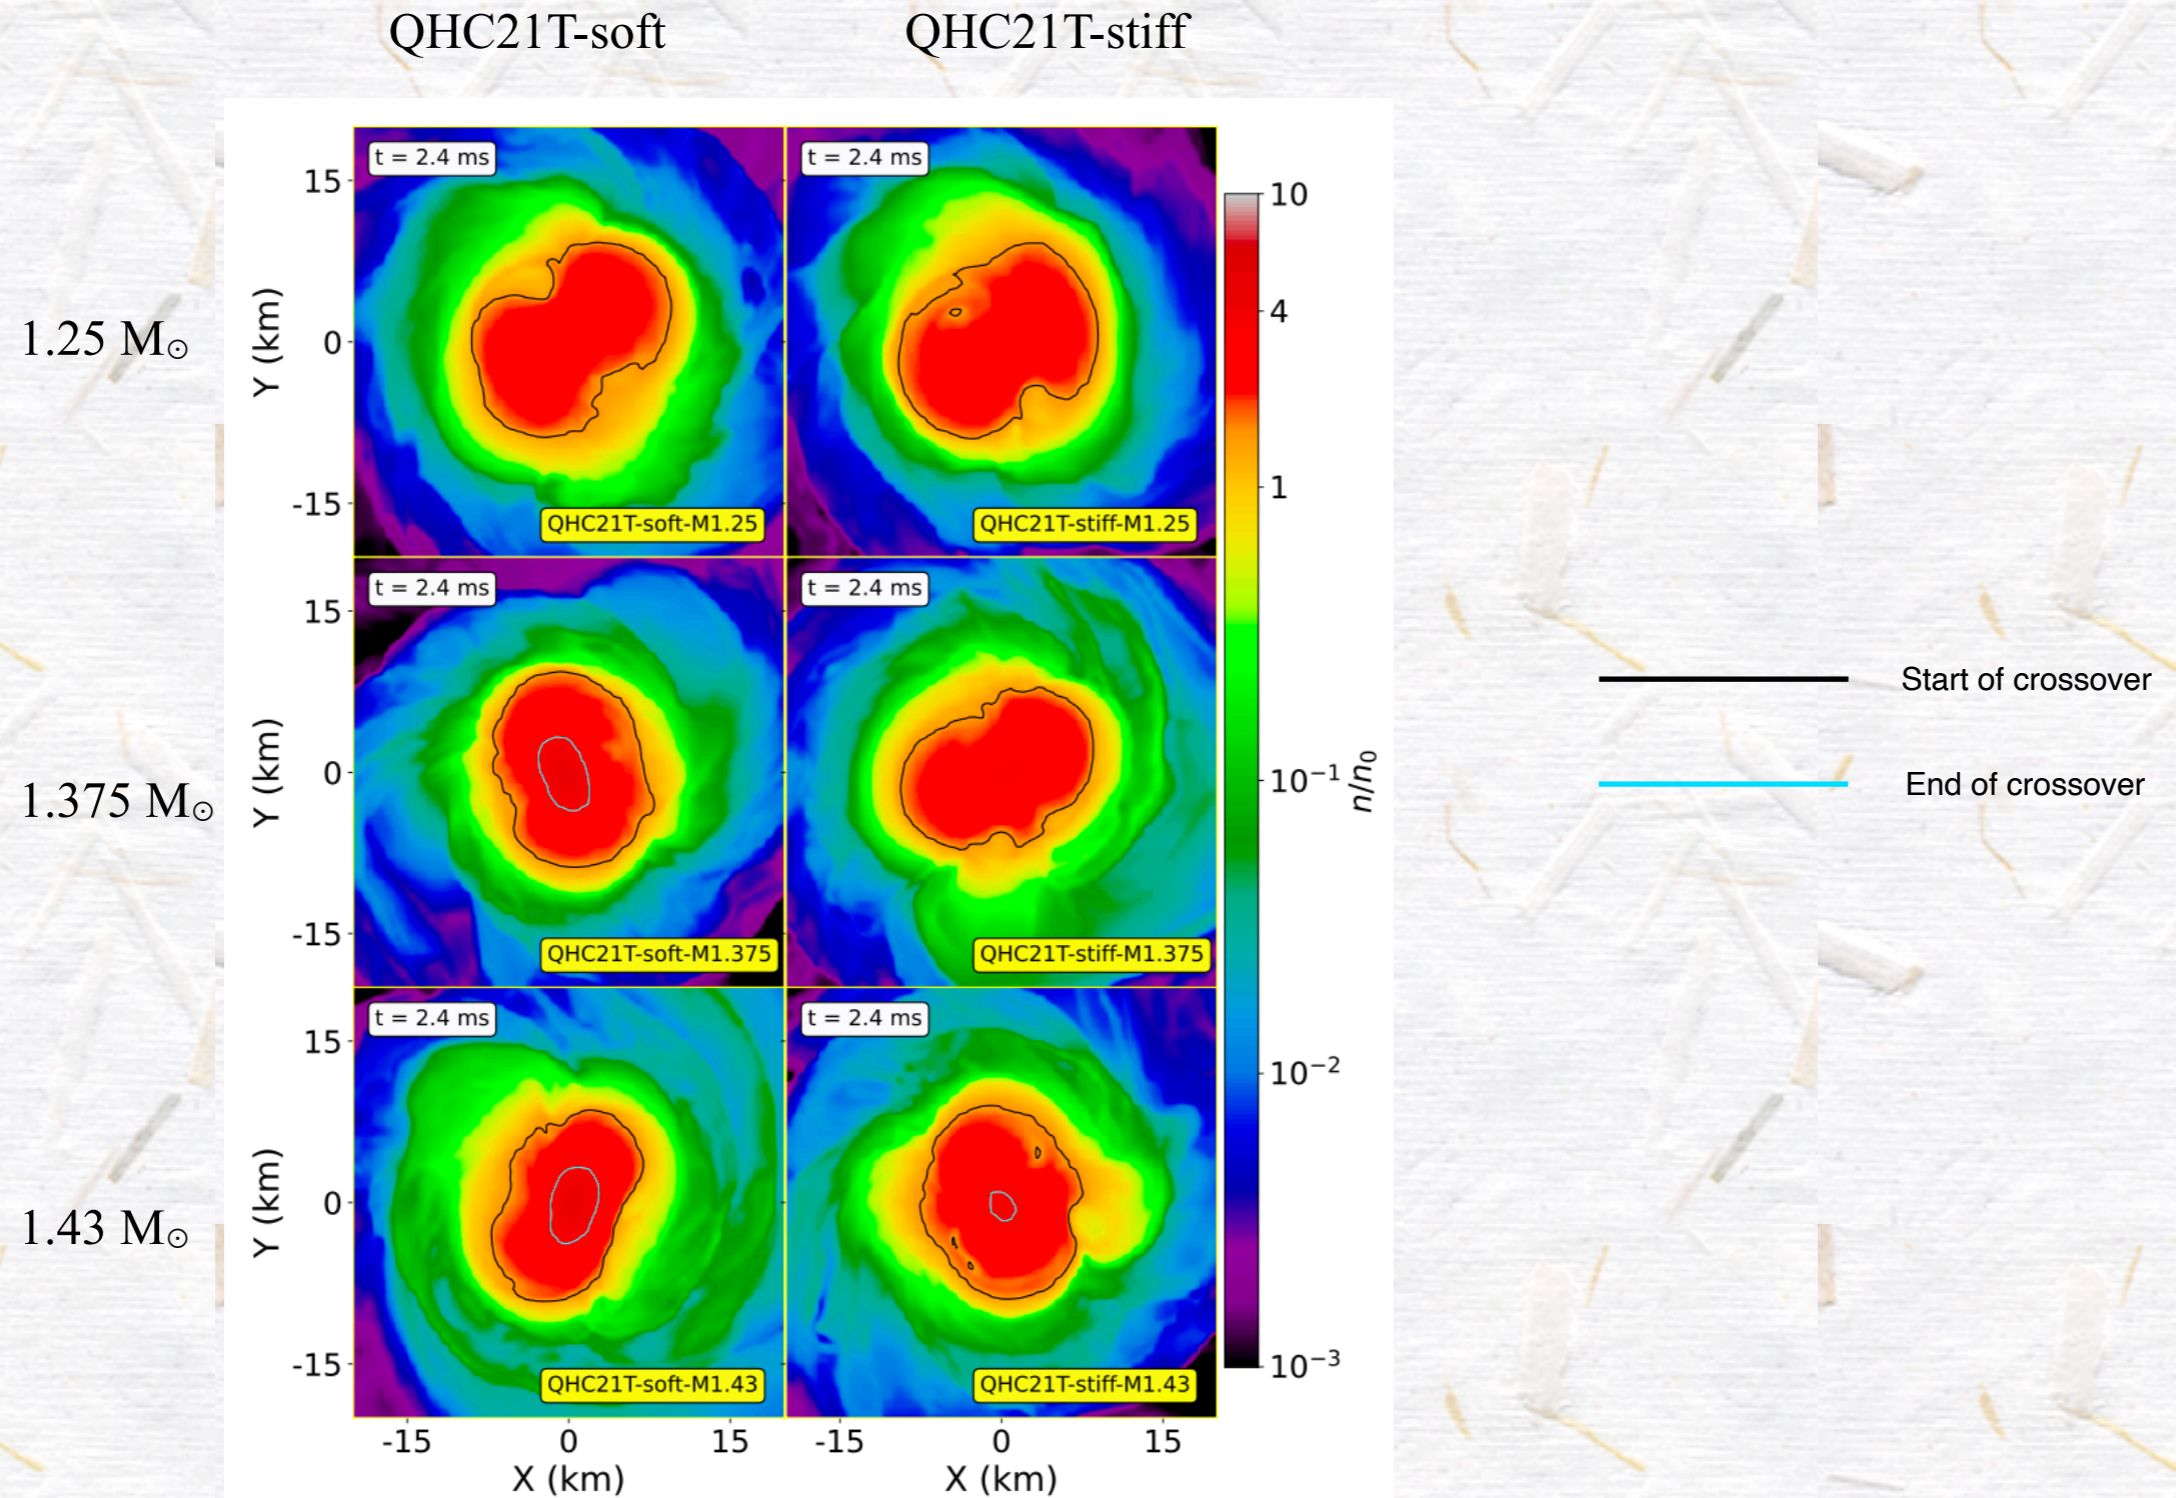 QHC21T-soft QHC21T-stiff
1.25 M⊙
1.375 M⊙
1.43 M⊙
Y (km)
15
0
-15
t = 2.4 ms
QHC21T-soft-M1.25
t = 2.4 ms
QHC21T-stiff-M1.25
Y (km)
15
0
-15
t = 2.4 ms
QHC21T-soft-M1.375
t = 2.4 ms
QHC21T-stiff-M1.375
Y (km)
15
0
-15
t = 2.4 ms
QHC21T-soft-M1.43
t = 2.4 ms
QHC21T-stiff-M1.43
-15 0 15 -15 0 15
X (km) X (km)
10
4
1
10⁻¹
10⁻²
10⁻³
n/n₀
Start of crossover
End of crossover